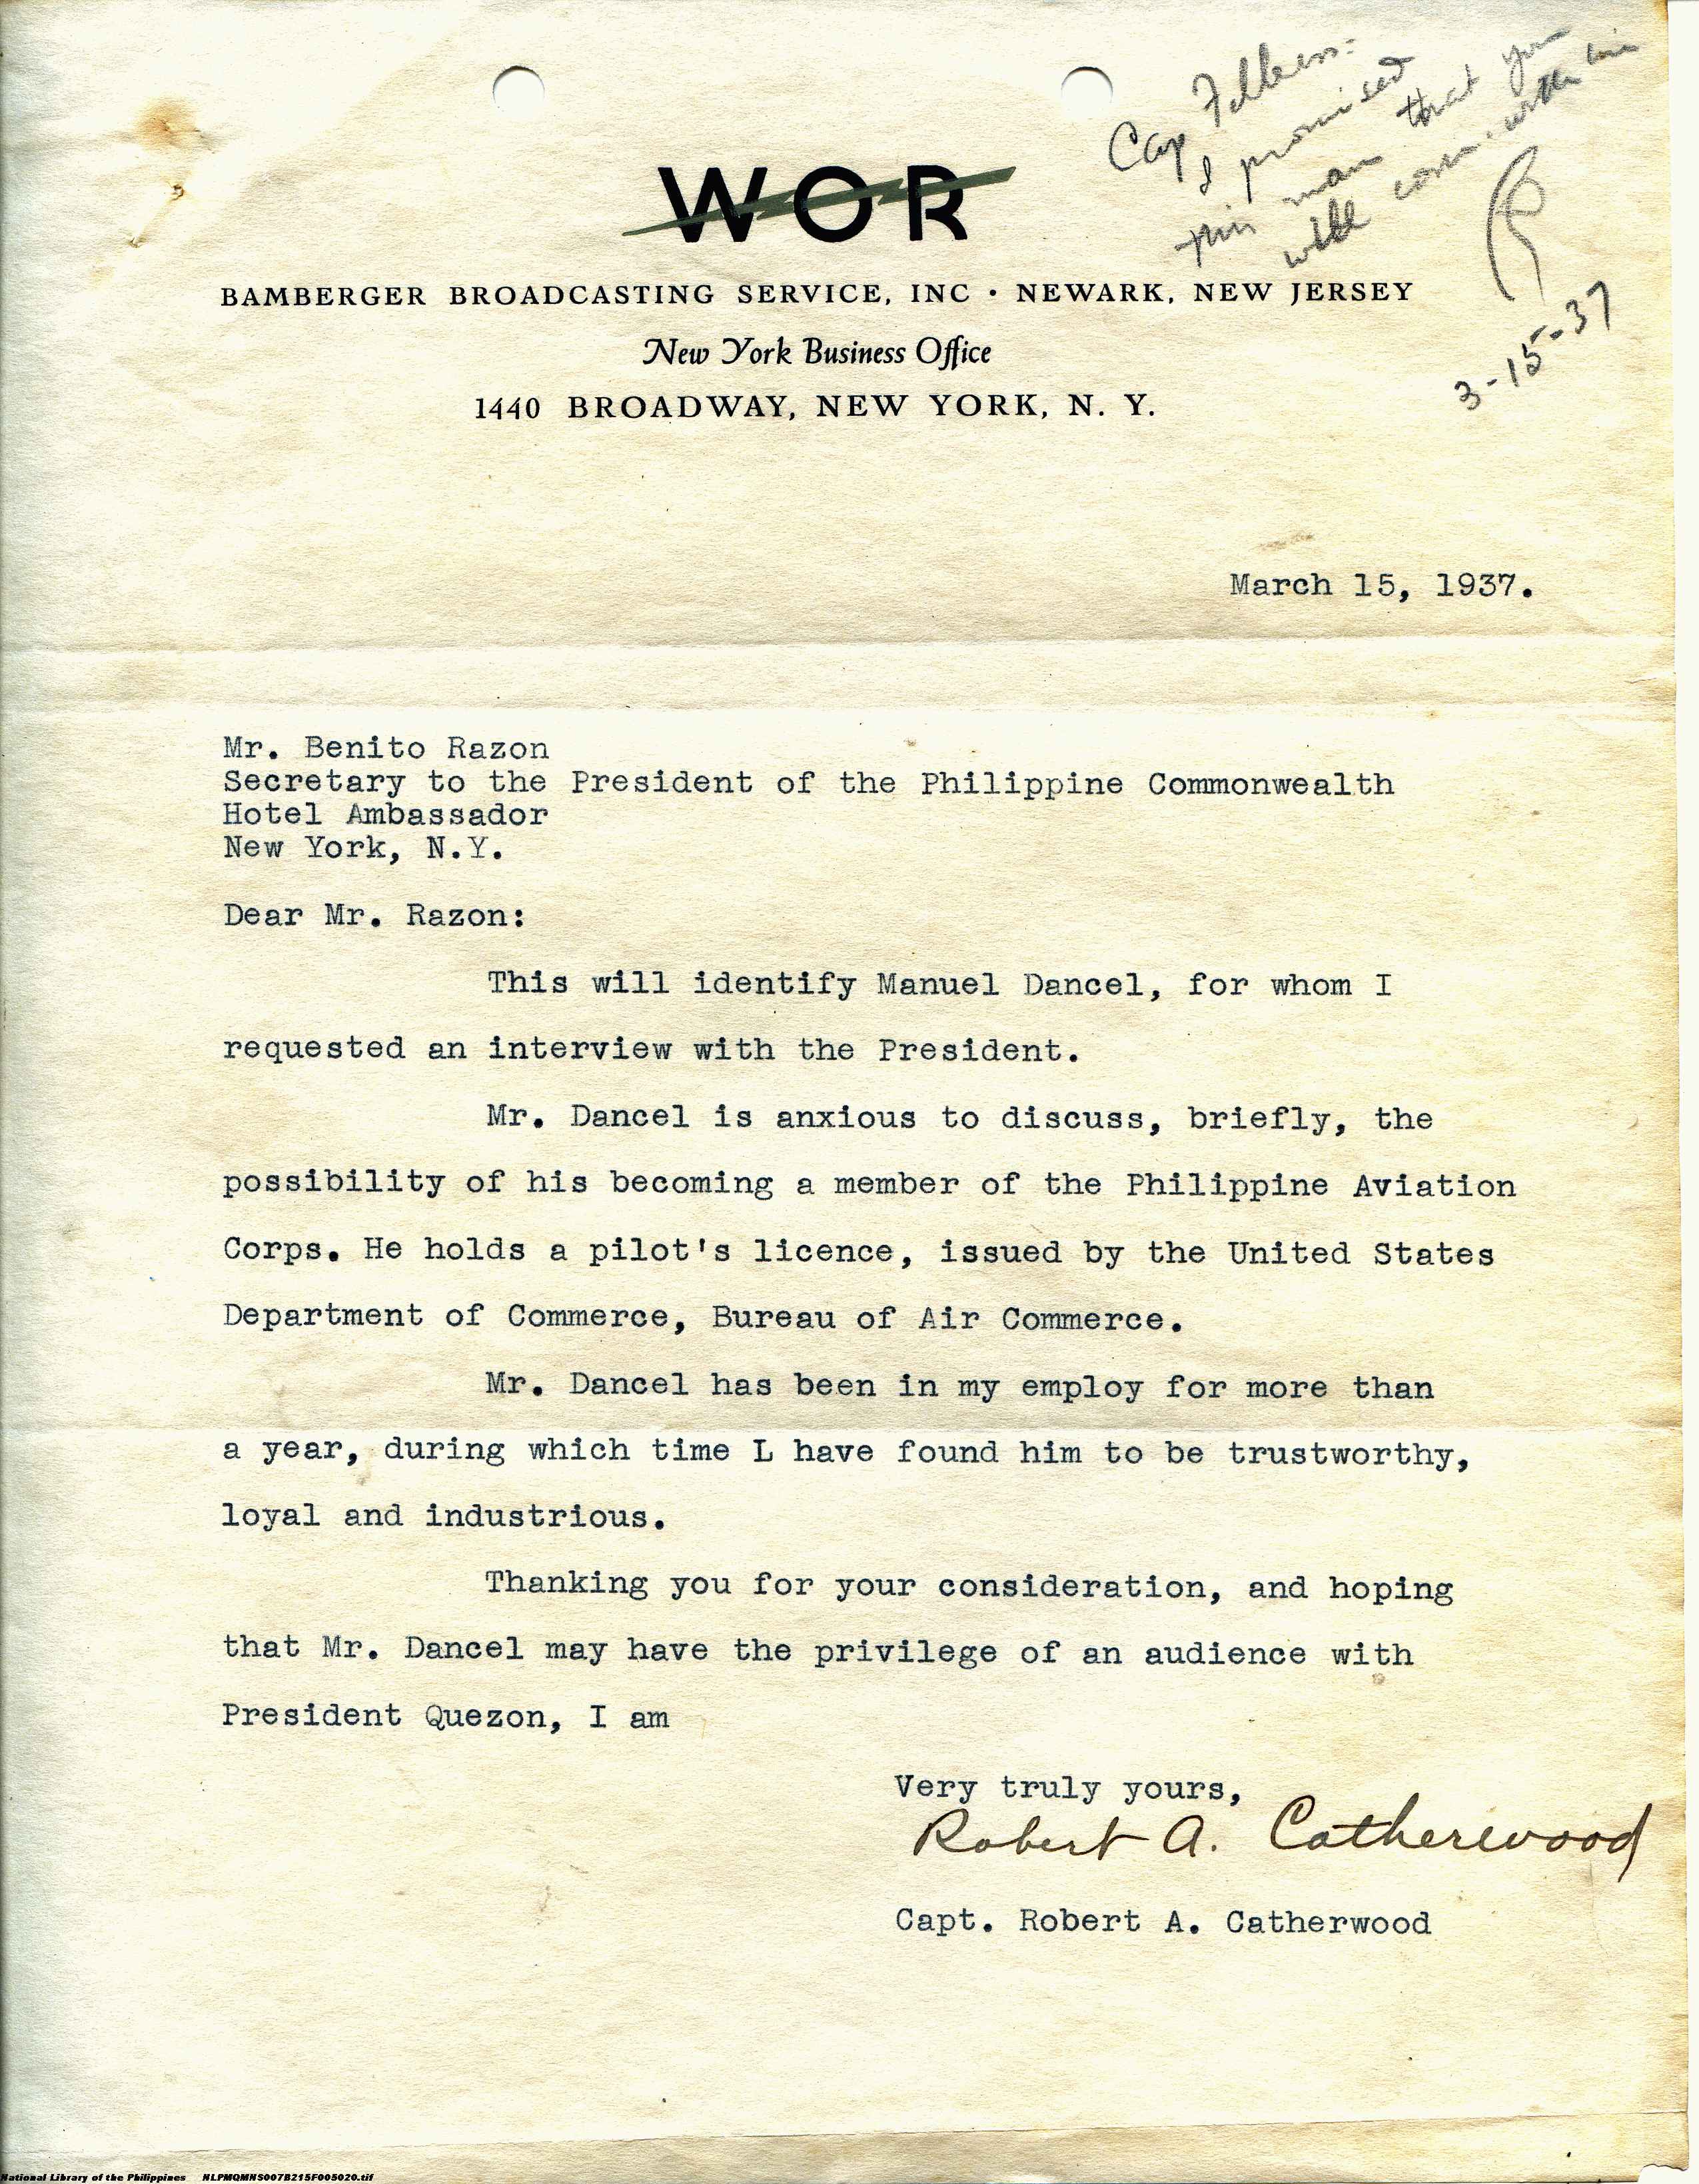 Cap Fellers:
I promised
this man that you
will com. with him
R
3-15-37
WOR
BAMBERGER BROADCASTING SERVICE, INC • NEWARK, NEW JERSEY
New York Business Office
1440 BROADWAY, NEW YORK, N. Y.
March 15, 1937.
Mr. Benito Razon
Secretary to the President of the Philippine Commonwealth
Hotel Ambassador
New York, N.Y.
Dear Mr. Razon:
This will identify Manuel Dancel, for whom I
requested an interview with the President.
Mr. Dancel is anxious to discuss, briefly, the
possibility of his becoming a member of the Philippine Aviation
Corps. He holds a pilot's licence, issued by the United States
Department of Commerce, Bureau of Air Commerce.
Mr. Dancel has been in my employ for more than
a year, during which time L have found him to be trustworthy,
loyal and industrious.
Thanking you for your consideration, and hoping
that Mr. Dancel may have the privilege of an audience with
President Quezon, I am
Very truly yours,
Robert A. Catherwood
Capt. Robert A. Catherwood
National Library of the Philippines NLPMQMNS007B215F005020.tif